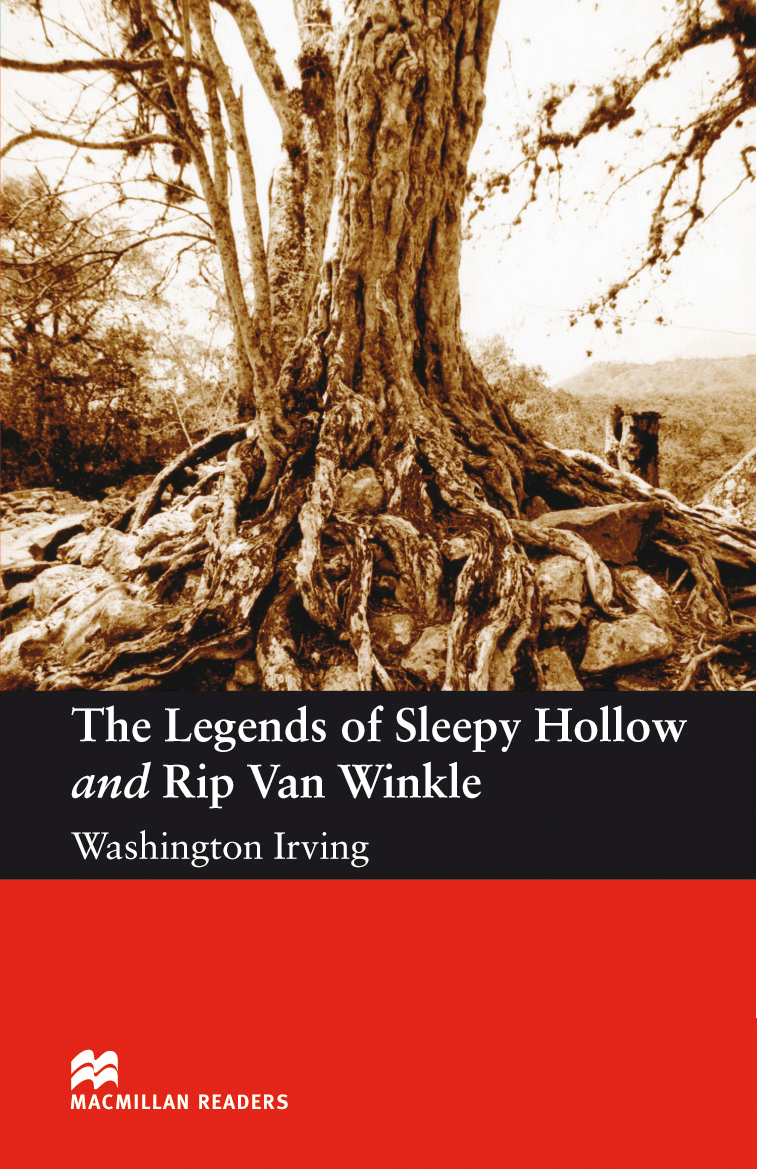 The Legends of Sleepy Hollow
and Rip Van Winkle
Washington Irving
MACMILLAN READERS